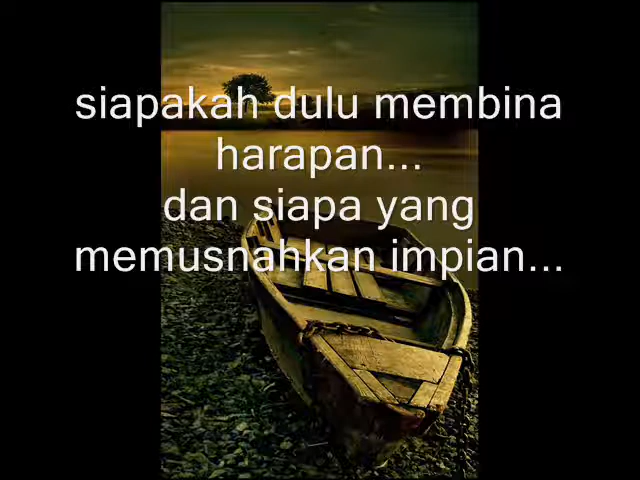 siapakah dulu membina
harapan...
dan siapa yang
memusnahkan impian...